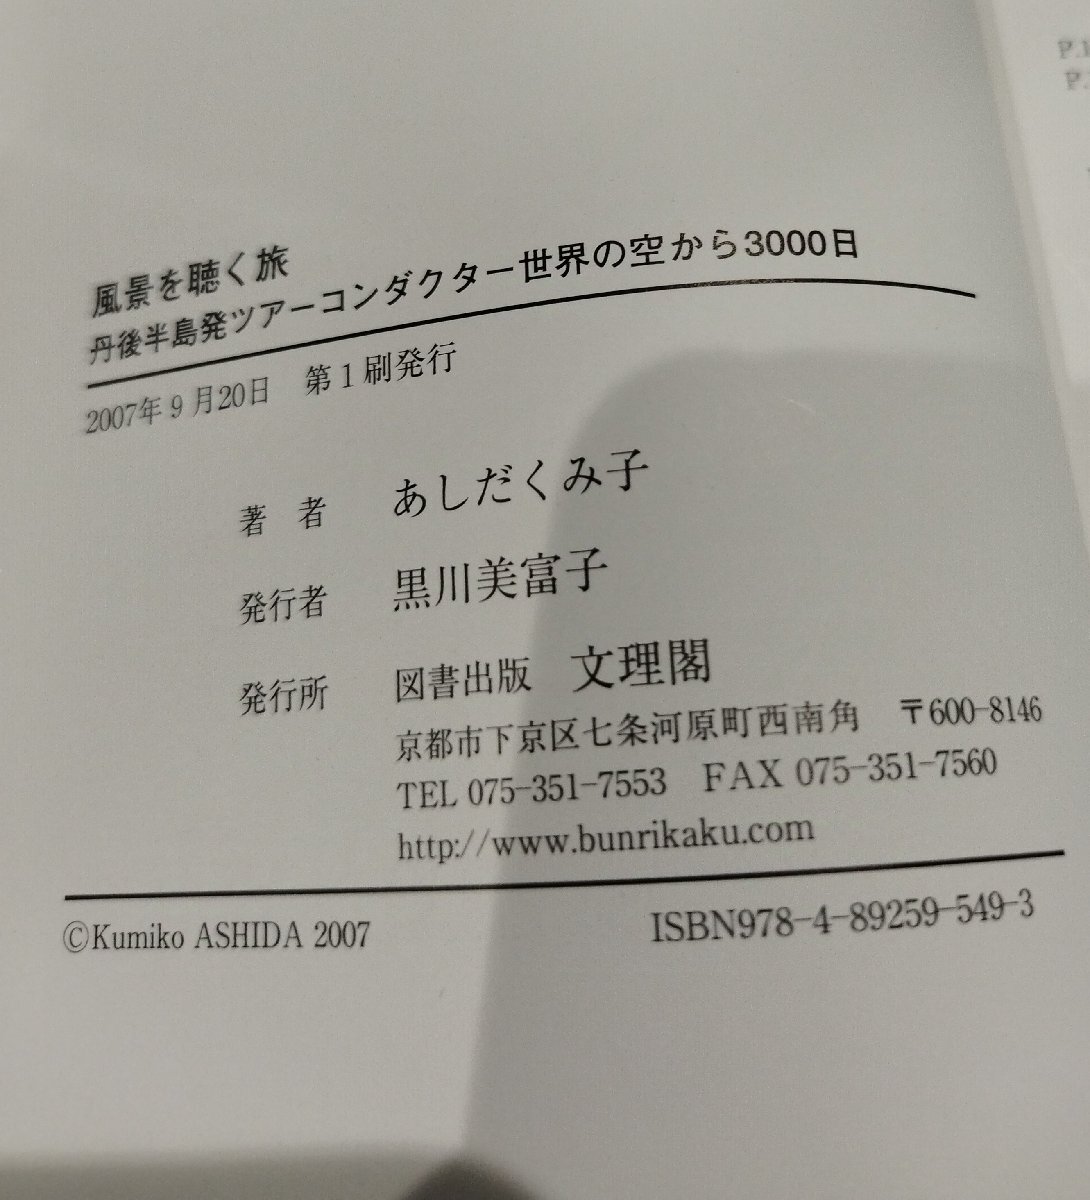 風景を聴く旅
丹後半島発ツアーコンダクター世界の空から3000日
2007年9月20日　第1刷発行
著　者　あしだくみ子
発行者　黒川美富子
発行所　図書出版　文理閣
京都市下京区七条河原町西南角　〒600-8146
TEL 075-351-7553　FAX 075-351-7560
http://www.bunrikaku.com
©Kumiko ASHIDA 2007　ISBN978-4-89259-549-3